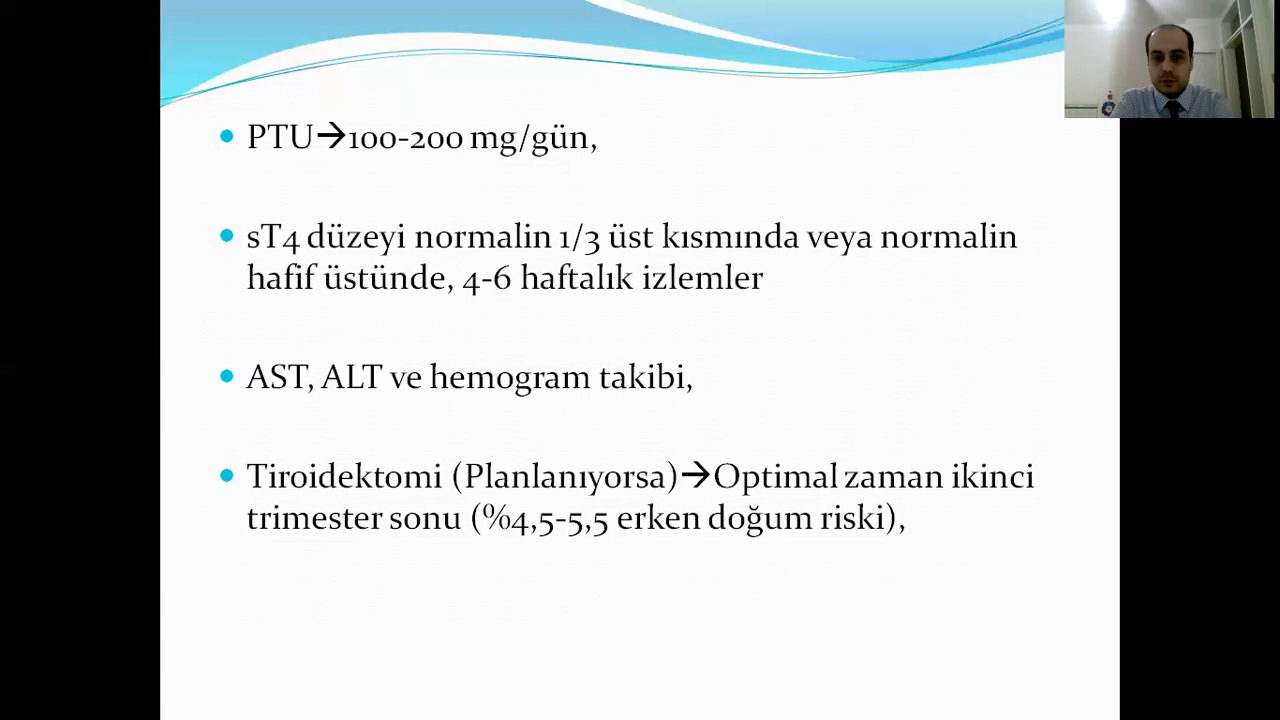 PTU→100-200 mg/gün,
sT4 düzeyi normalin 1/3 üst kısmında veya normalin
hafif üstünde, 4-6 haftalık izlemler
AST, ALT ve hemogram takibi,
Tiroidektomi (Planlanıyorsa)→Optimal zaman ikinci
trimester sonu (%4,5-5,5 erken doğum riski),